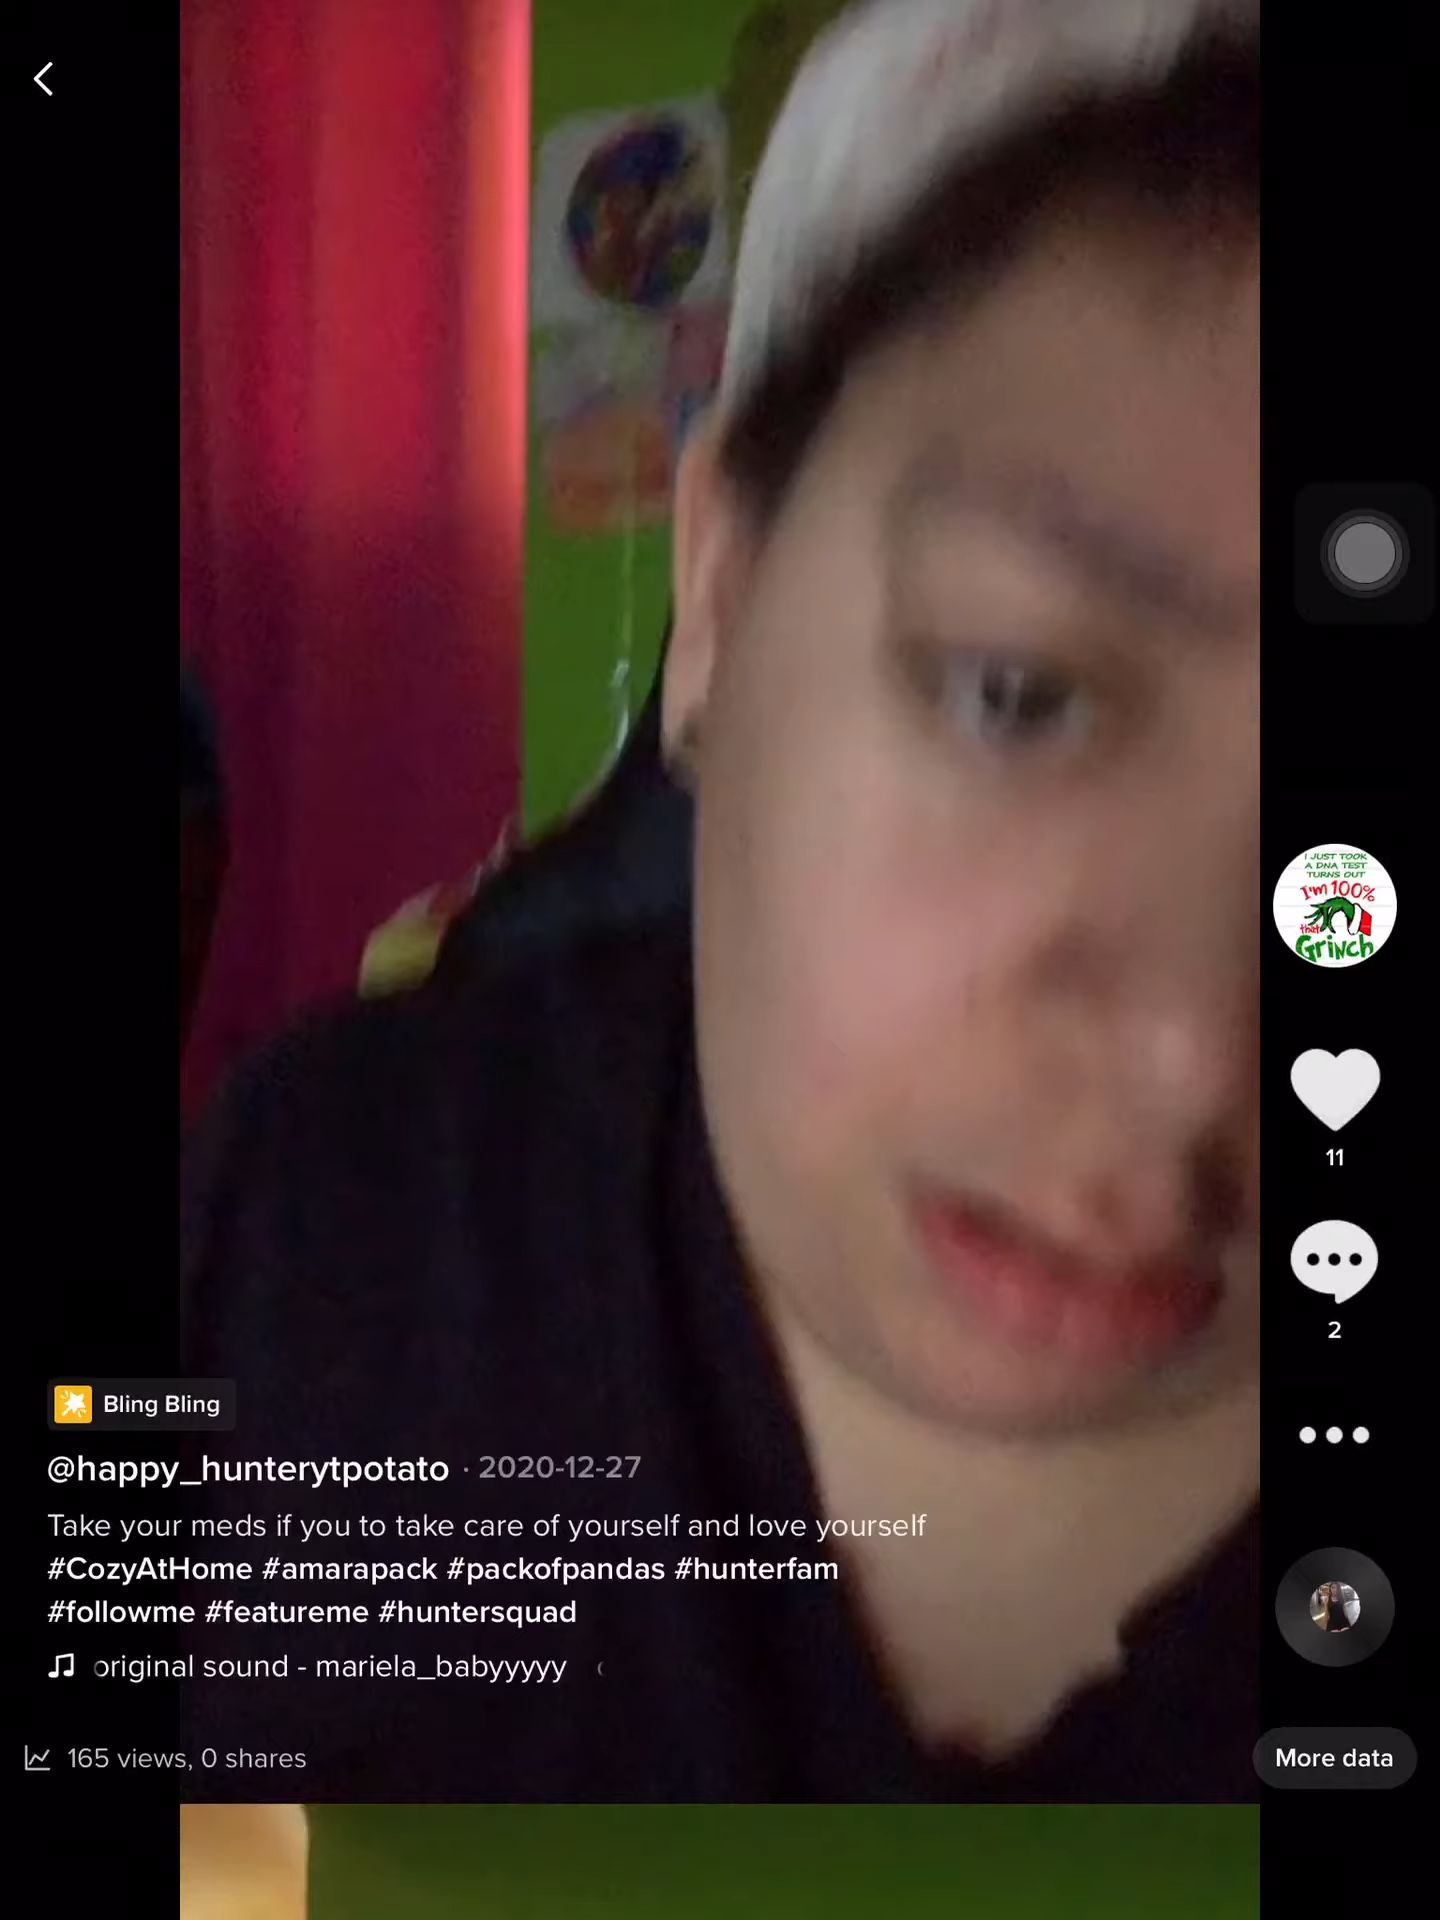 I JUST TOOK
A DNA TEST
TURNS OUT
I'm 100%
that
GRiNCH
11
2
Bling Bling
@happy_hunterytpotato · 2020-12-27
Take your meds if you to take care of yourself and love yourself
#CozyAtHome #amarapack #packofpandas #hunterfam
#followme #featureme #huntersquad
original sound - mariela_babyyyyy
165 views, 0 shares
More data